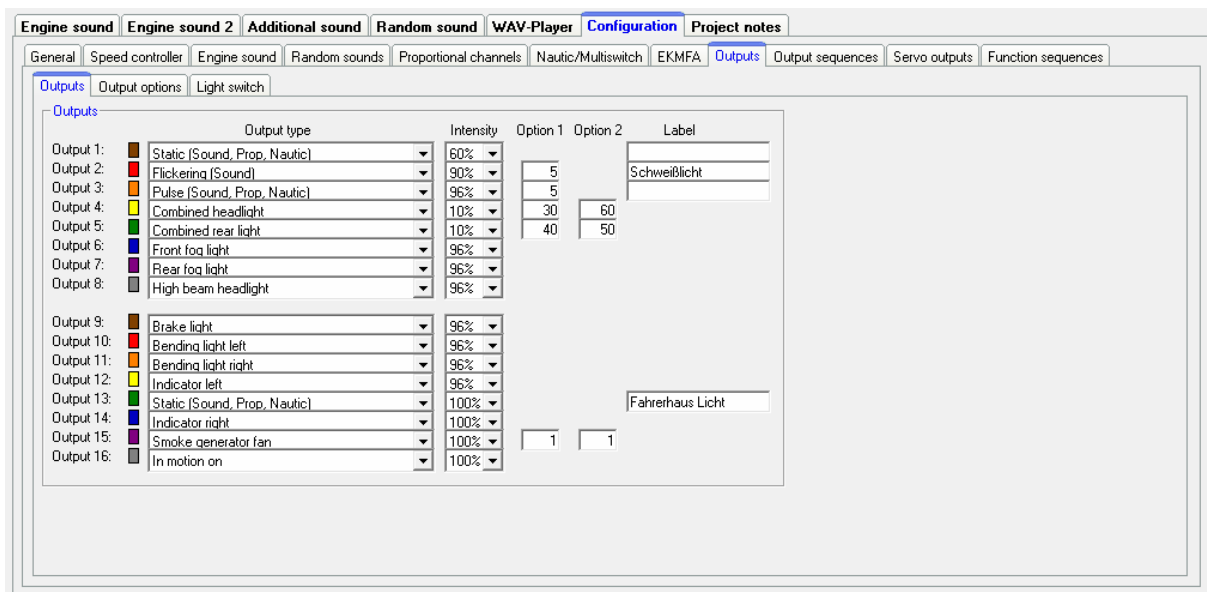 Engine sound Engine sound 2 Additional sound Random sound WAV-Player Configuration Project notes
General Speed controller Engine sound Random sounds Proportional channels Nautic/Multiswitch EKMFA Outputs Output sequences Servo outputs Function sequences
Outputs Output options Light switch
Outputs
Output type Intensity Option 1 Option 2 Label
Output 1: Static (Sound, Prop, Nautic) 60%
Output 2: Flickering (Sound) 90% 5 Schweißlicht
Output 3: Pulse (Sound, Prop, Nautic) 96% 5
Output 4: Combined headlight 10% 30 60
Output 5: Combined rear light 10% 40 50
Output 6: Front fog light 96%
Output 7: Rear fog light 96%
Output 8: High beam headlight 96%
Output 9: Brake light 96%
Output 10: Bending light left 96%
Output 11: Bending light right 96%
Output 12: Indicator left 96%
Output 13: Static (Sound, Prop, Nautic) 100% Fahrerhaus Licht
Output 14: Indicator right 100%
Output 15: Smoke generator fan 100% 1 1
Output 16: In motion on 100%